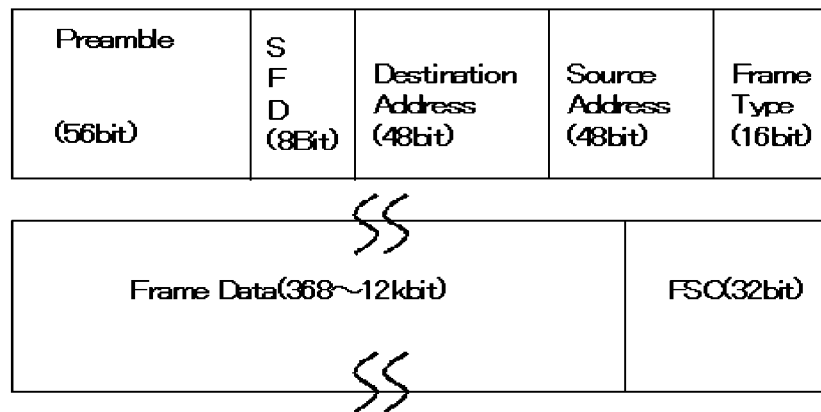 Preamble
(56bit)
S
F
D
(8Bit)
Destination
Address
(48bit)
Source
Address
(48bit)
Frame
Type
(16bit)
Frame Data(368～12kbit)
FSC(32bit)